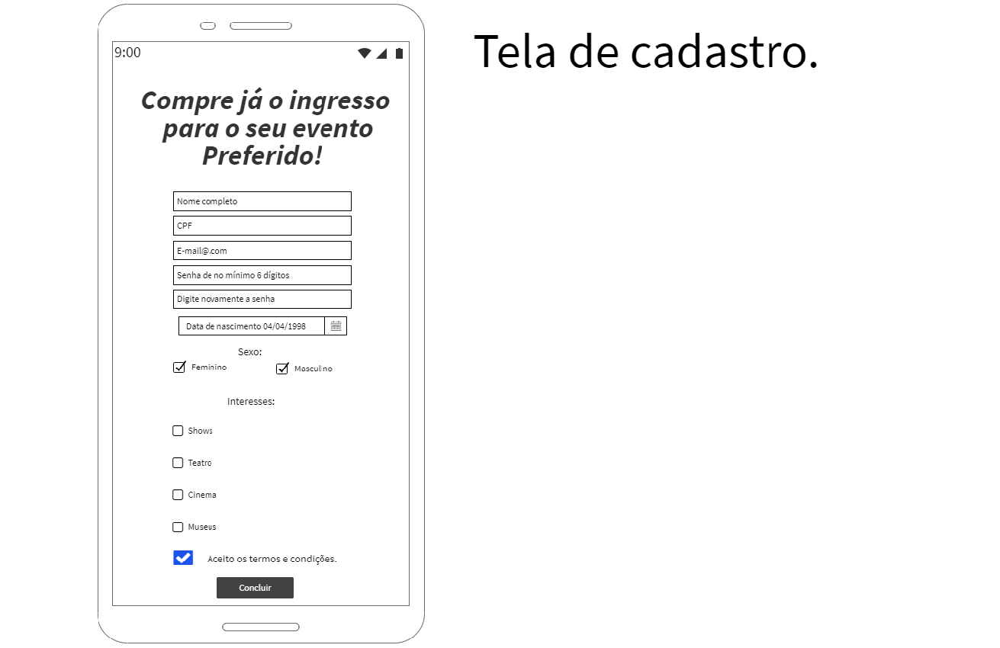 9:00
Tela de cadastro.
Compre já o ingresso
para o seu evento
Preferido!
Nome completo
CPF
E-mail@.com
Senha de no mínimo 6 dígitos
Digite novamente a senha
Data de nascimento 04/04/1998
Sexo:
Feminino
Masculino
Interesses:
Shows
Teatro
Cinema
Museus
Aceito os termos e condições.
Concluir